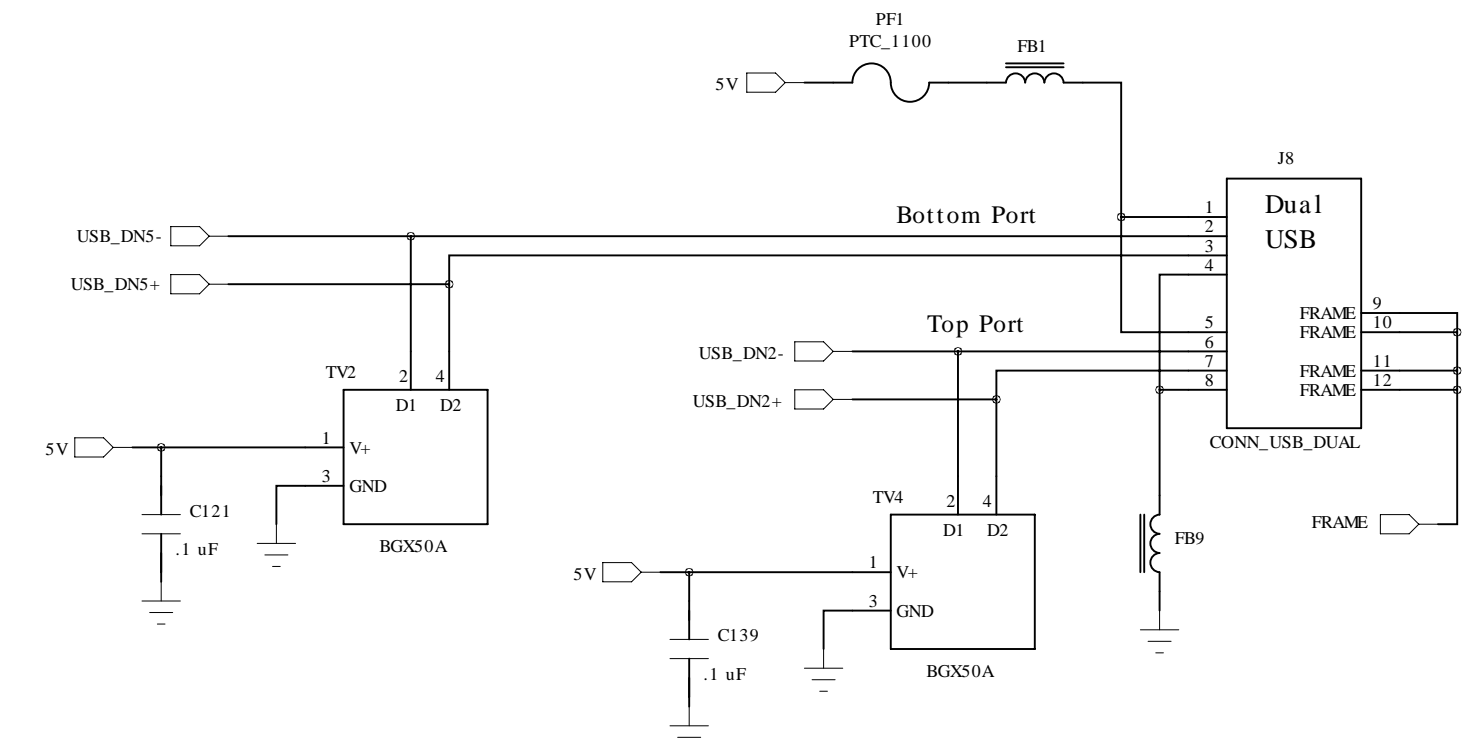 PF1
PTC_1100
FB1
5V
J8
Dual
USB
Bottom Port
1
2
3
4
USB_DN5-
USB_DN5+
Top Port
5
6
7
8
FRAME 9
FRAME 10
FRAME 11
FRAME 12
USB_DN2-
USB_DN2+
CONN_USB_DUAL
TV2
2
4
D1
D2
5V
1
V+
3
GND
C121
.1 uF
BGX50A
TV4
2
4
D1
D2
5V
1
V+
3
GND
C139
.1 uF
BGX50A
FRAME
FB9